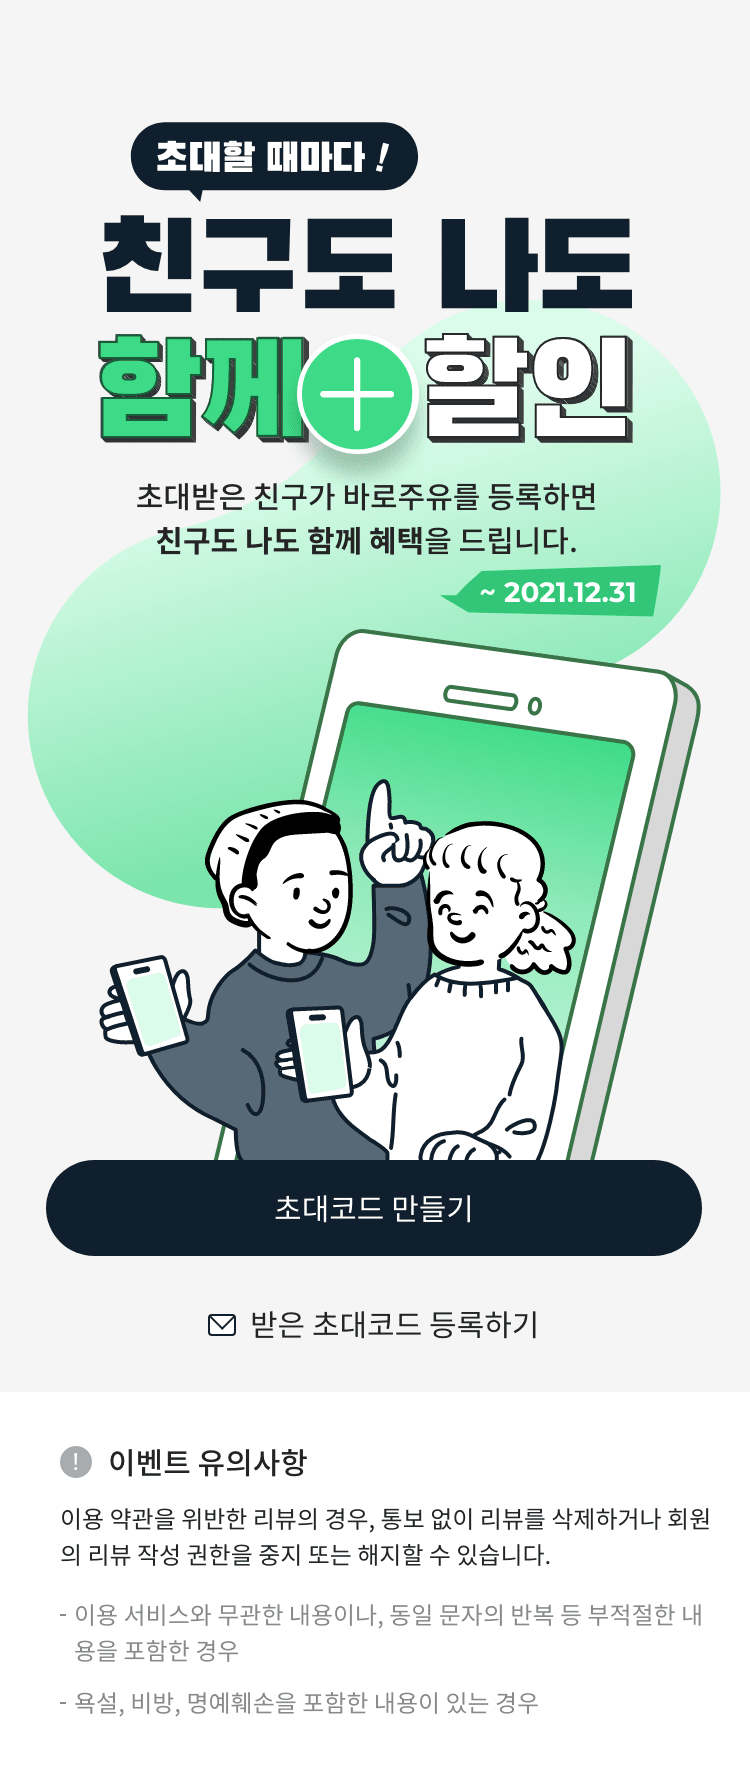 초대할 때마다!
친구도 나도
함께+할인
초대받은 친구가 바로주유를 등록하면
친구도 나도 함께 혜택을 드립니다.
~ 2021.12.31
초대코드 만들기
받은 초대코드 등록하기
! 이벤트 유의사항
이용 약관을 위반한 리뷰의 경우, 통보 없이 리뷰를 삭제하거나 회원
의 리뷰 작성 권한을 중지 또는 해지할 수 있습니다.
- 이용 서비스와 무관한 내용이나, 동일 문자의 반복 등 부적절한 내
용을 포함한 경우
- 욕설, 비방, 명예훼손을 포함한 내용이 있는 경우